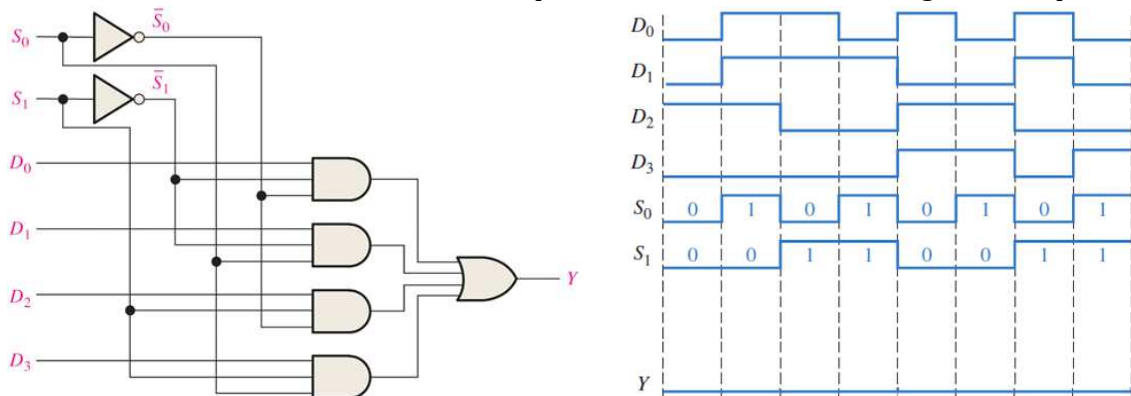 S̄₀
S₀
S̄₁
S₁
D₀
D₁
D₂
D₃
Y
D₀
D₁
D₂
D₃
S₀ 0 1 0 1 0 1 0 1
S₁ 0 0 1 1 0 0 1 1
Y